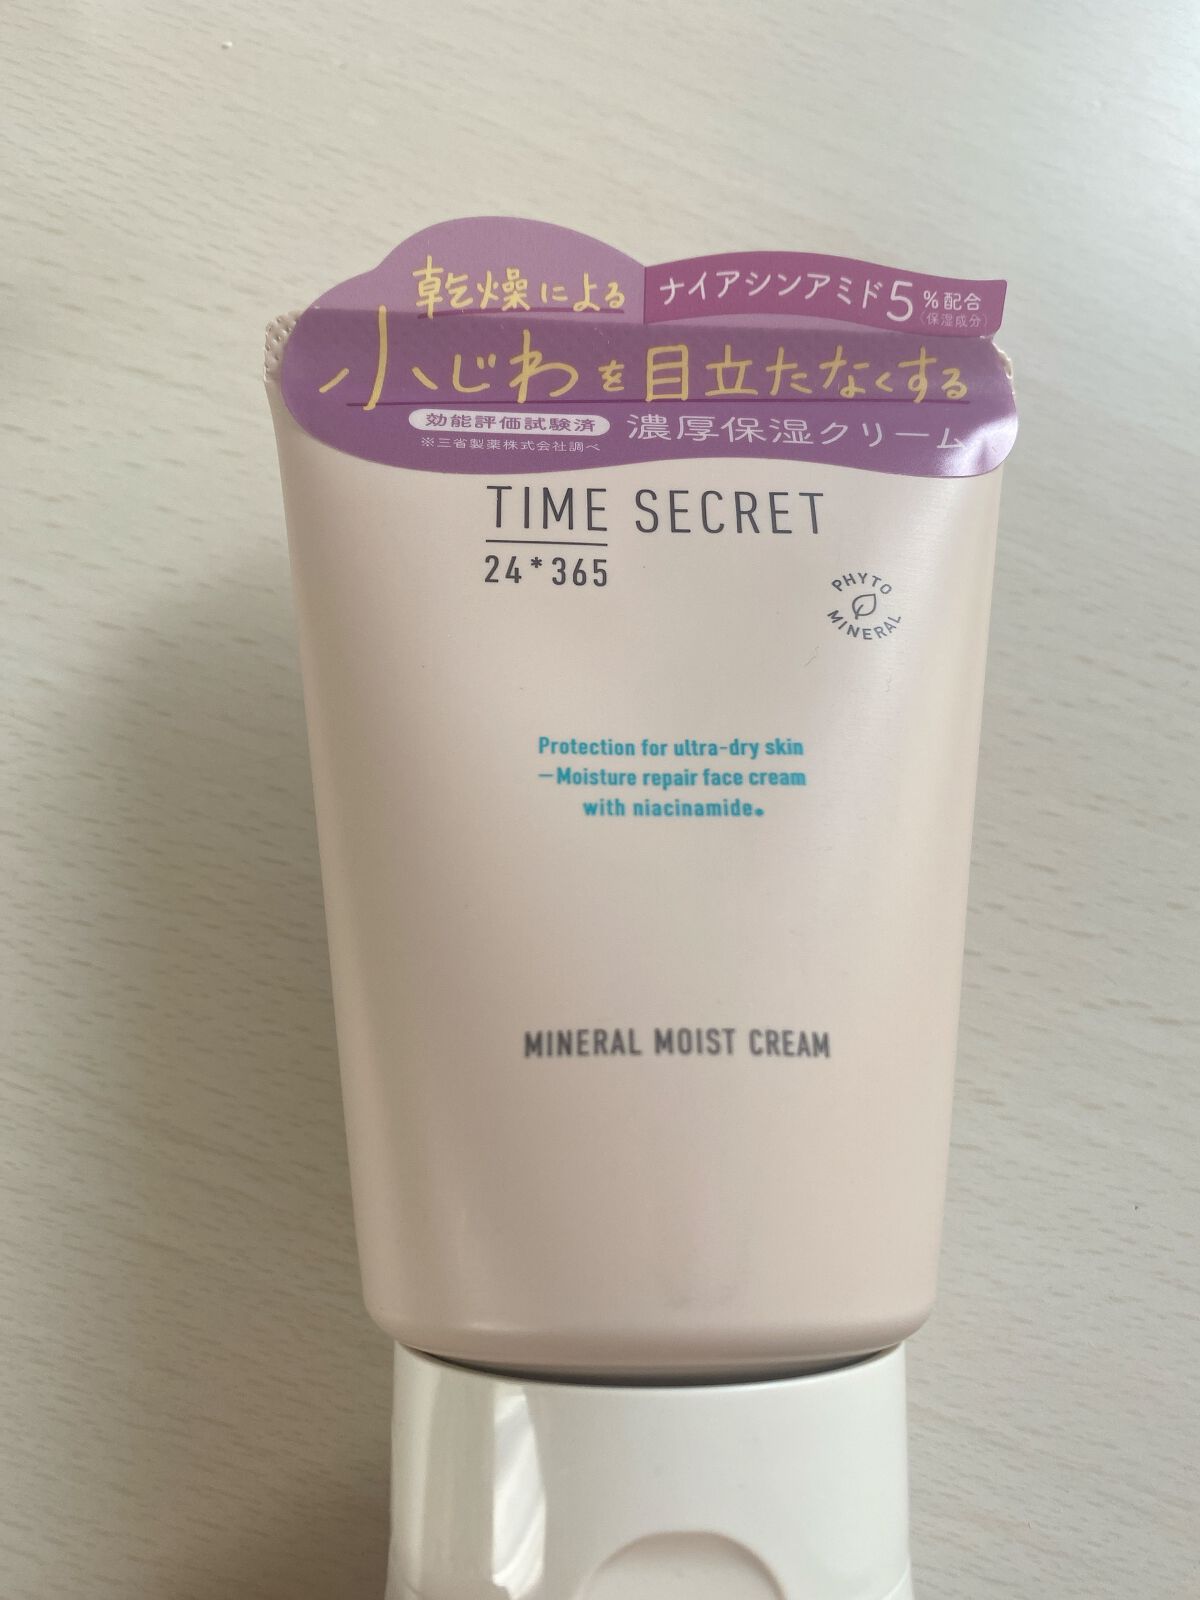 乾燥による
ナイアシンアミド5%配合
(保湿成分)
小じわを目立たなくする
効能評価試験済
濃厚保湿クリーム
※三省製薬株式会社調べ
TIME SECRET
24*365
PHYTO
MINERAL
Protection for ultra-dry skin
—Moisture repair face cream
with niacinamide.
MINERAL MOIST CREAM